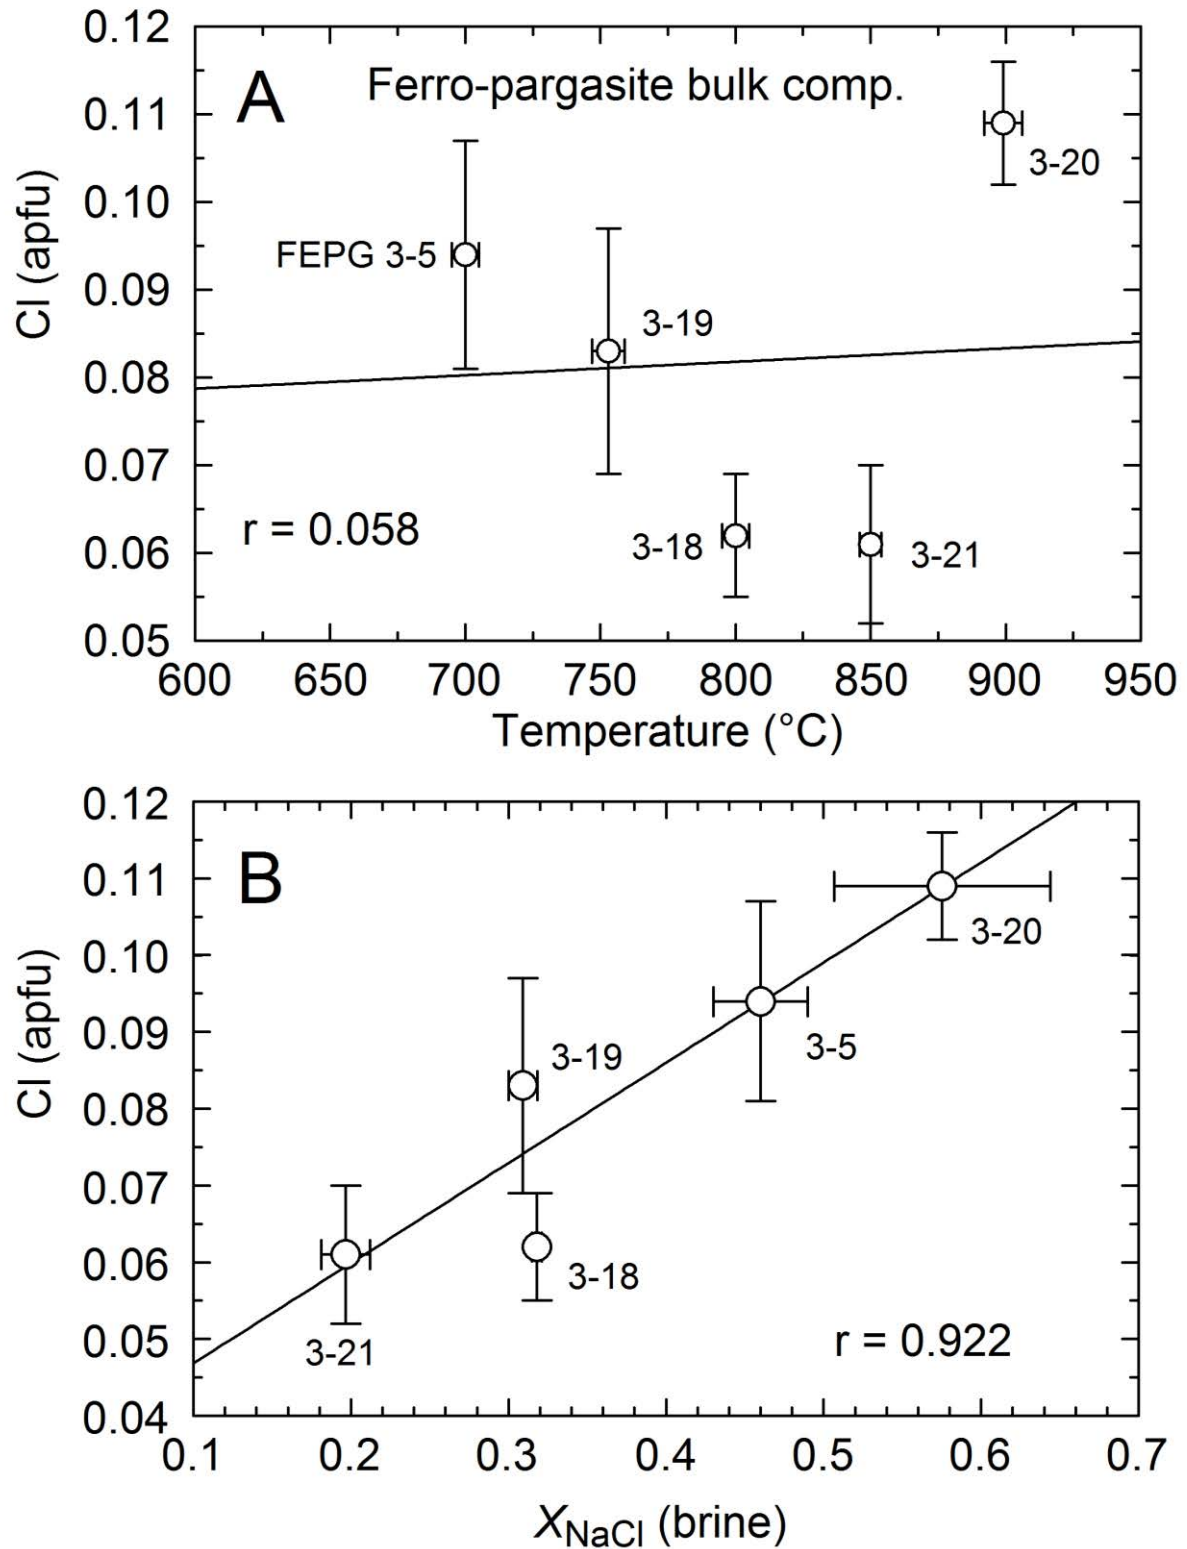 0.12
A
Ferro-pargasite bulk comp.
0.11
3-20
0.10
FEPG 3-5
Cl (apfu)
0.09
3-19
0.08
0.07
r = 0.058
3-18
3-21
0.06
0.05
600 650 700 750 800 850 900 950
Temperature (°C)
0.12
B
0.11
3-20
0.10
Cl (apfu)
0.09
3-19
3-5
0.08
0.07
3-18
0.06
3-21
r = 0.922
0.05
0.04
0.1 0.2 0.3 0.4 0.5 0.6 0.7
XNaCl (brine)